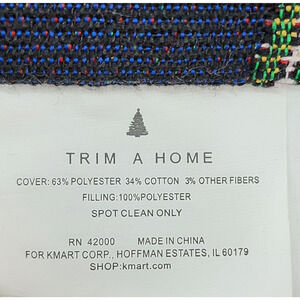 TRIM A HOME
COVER: 63% POLYESTER 34% COTTON 3% OTHER FIBERS
FILLING:100%POLYESTER
SPOT CLEAN ONLY
RN 42000 MADE IN CHINA
FOR KMART CORP., HOFFMAN ESTATES, IL 60179
SHOP:kmart.com